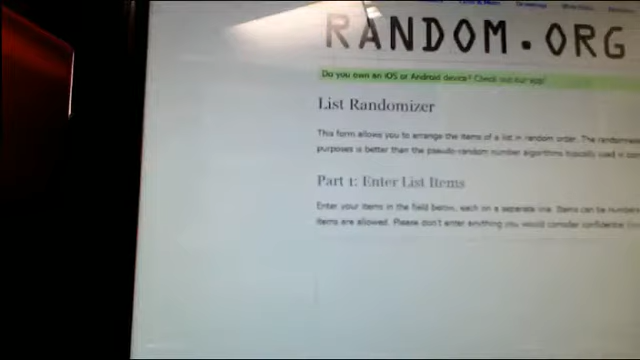 RANDOM.ORG
Do you own an iOS or Android device? Check out our app!
List Randomizer
This form allows you to arrange the items of a list in random order. The randomness
purposes is better than the pseudo-random number algorithms typically used in
Part 1: Enter List Items
Enter your items in the field below, each on a separate line. Items can be numbers
items are allowed. Please don't enter anything you would consider confidential